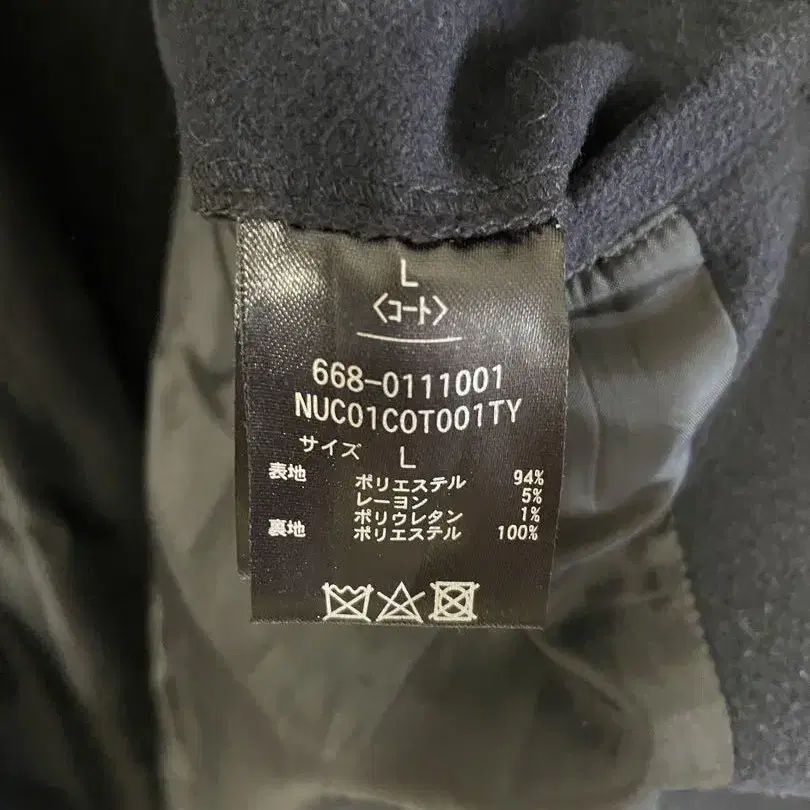 L
〈コート〉
668-0111001
NUC01COT001TY
サイズ L
表地 ポリエステル 94%
レーヨン 5%
ポリウレタン 1%
裏地 ポリエステル 100%